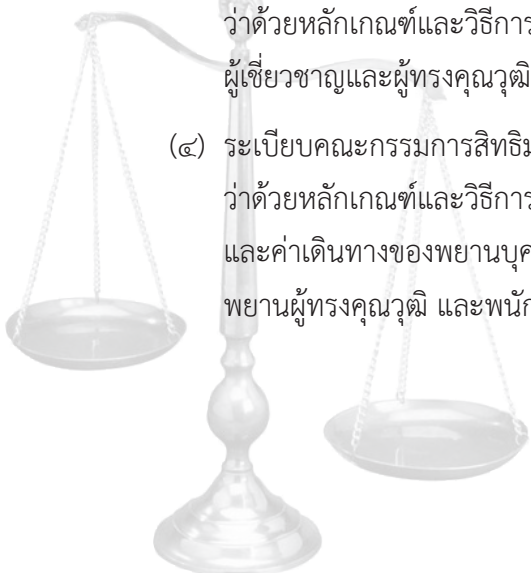 ว่าด้วยหลักเกณฑ์และวิธีการ
ผู้เชี่ยวชาญและผู้ทรงคุณวุฒิ
(๔) ระเบียบคณะกรรมการสิทธิม
ว่าด้วยหลักเกณฑ์และวิธีการ
และค่าเดินทางของพยานบุค
พยานผู้ทรงคุณวุฒิ และพนัก